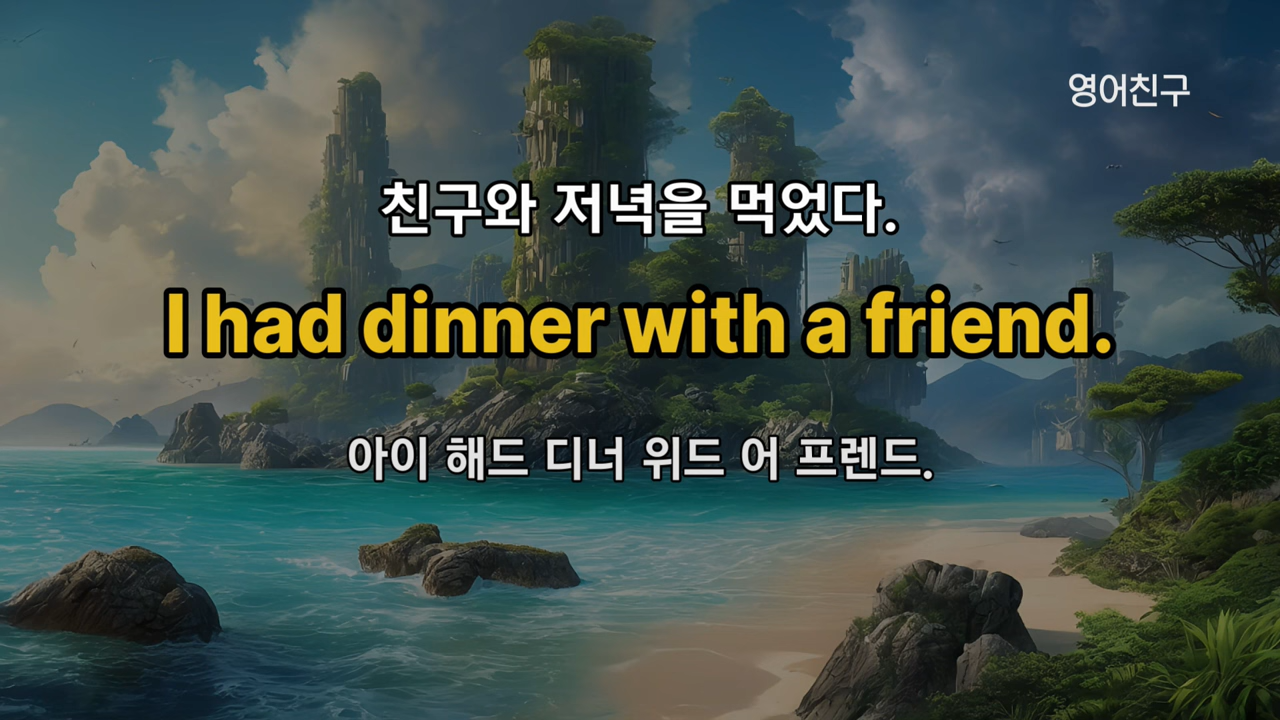 영어친구
친구와 저녁을 먹었다.
I had dinner with a friend.
아이 해드 디너 위드 어 프렌드.